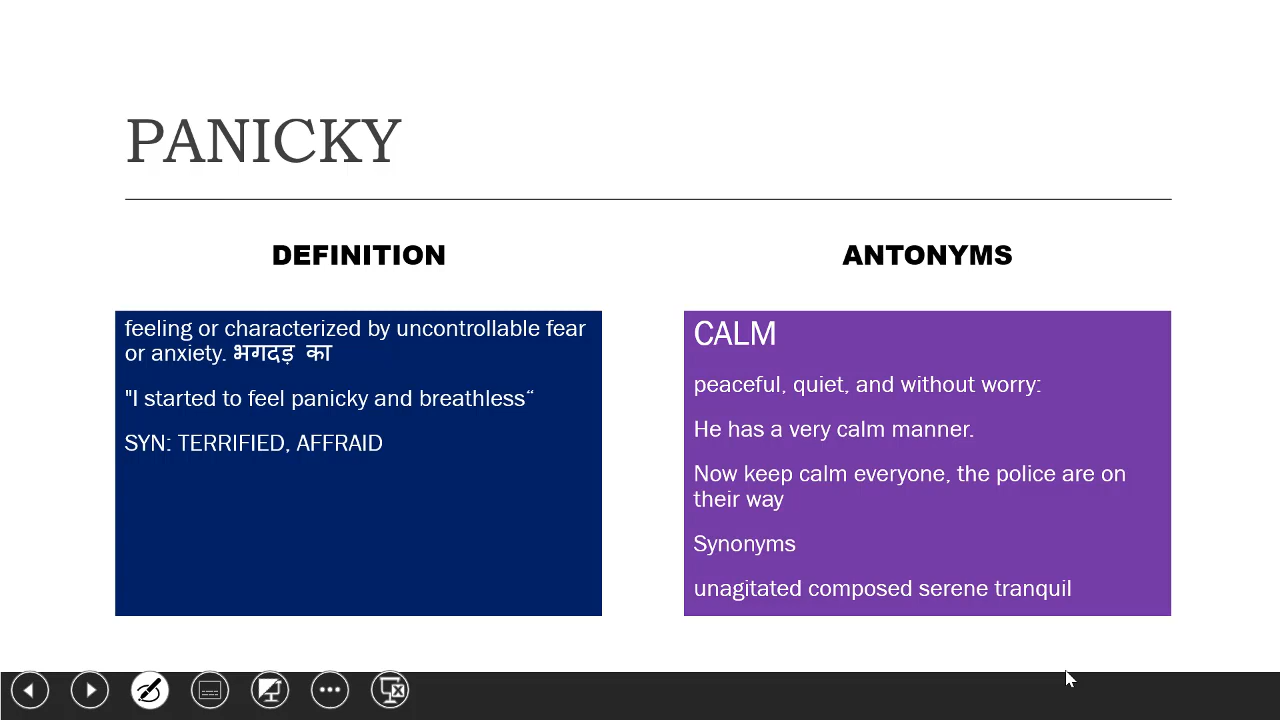 PANICKY
DEFINITION
feeling or characterized by uncontrollable fear
or anxiety. भगदड़ का
"I started to feel panicky and breathless“
SYN: TERRIFIED, AFFRAID
ANTONYMS
CALM
peaceful, quiet, and without worry:
He has a very calm manner.
Now keep calm everyone, the police are on
their way
Synonyms
unagitated composed serene tranquil